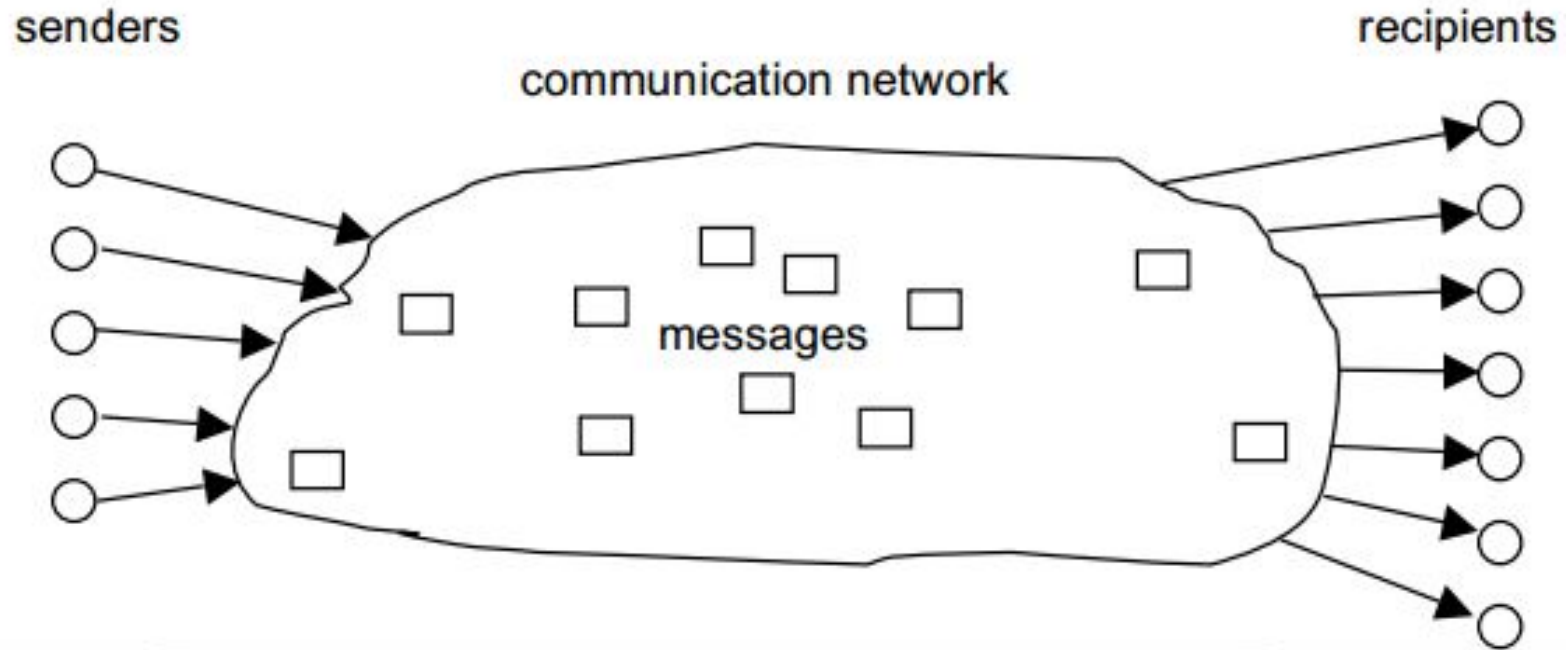 senders
recipients
communication network
messages